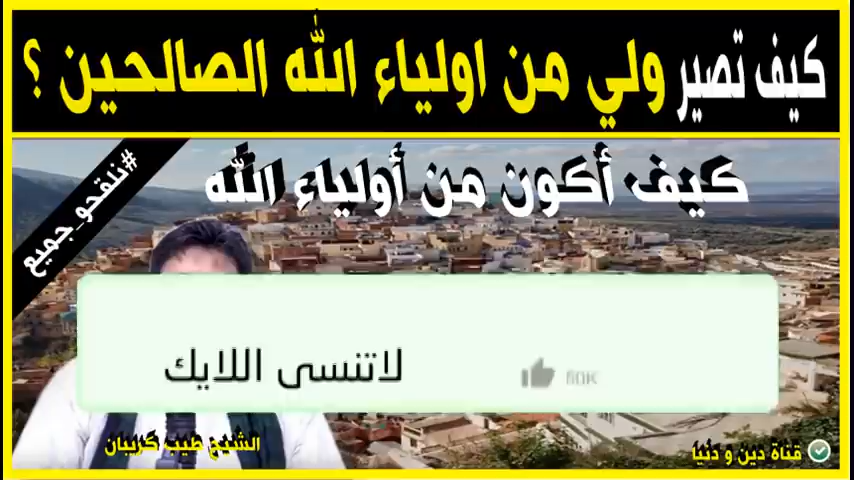 كيف تصير ولي من اولياء الله الصالحين ؟
#نلقحو_جميع
كيف أكون من أولياء الله
لاتنسى اللايك
60K
الشيخ طيب كريبان
قناة دين و دنيا